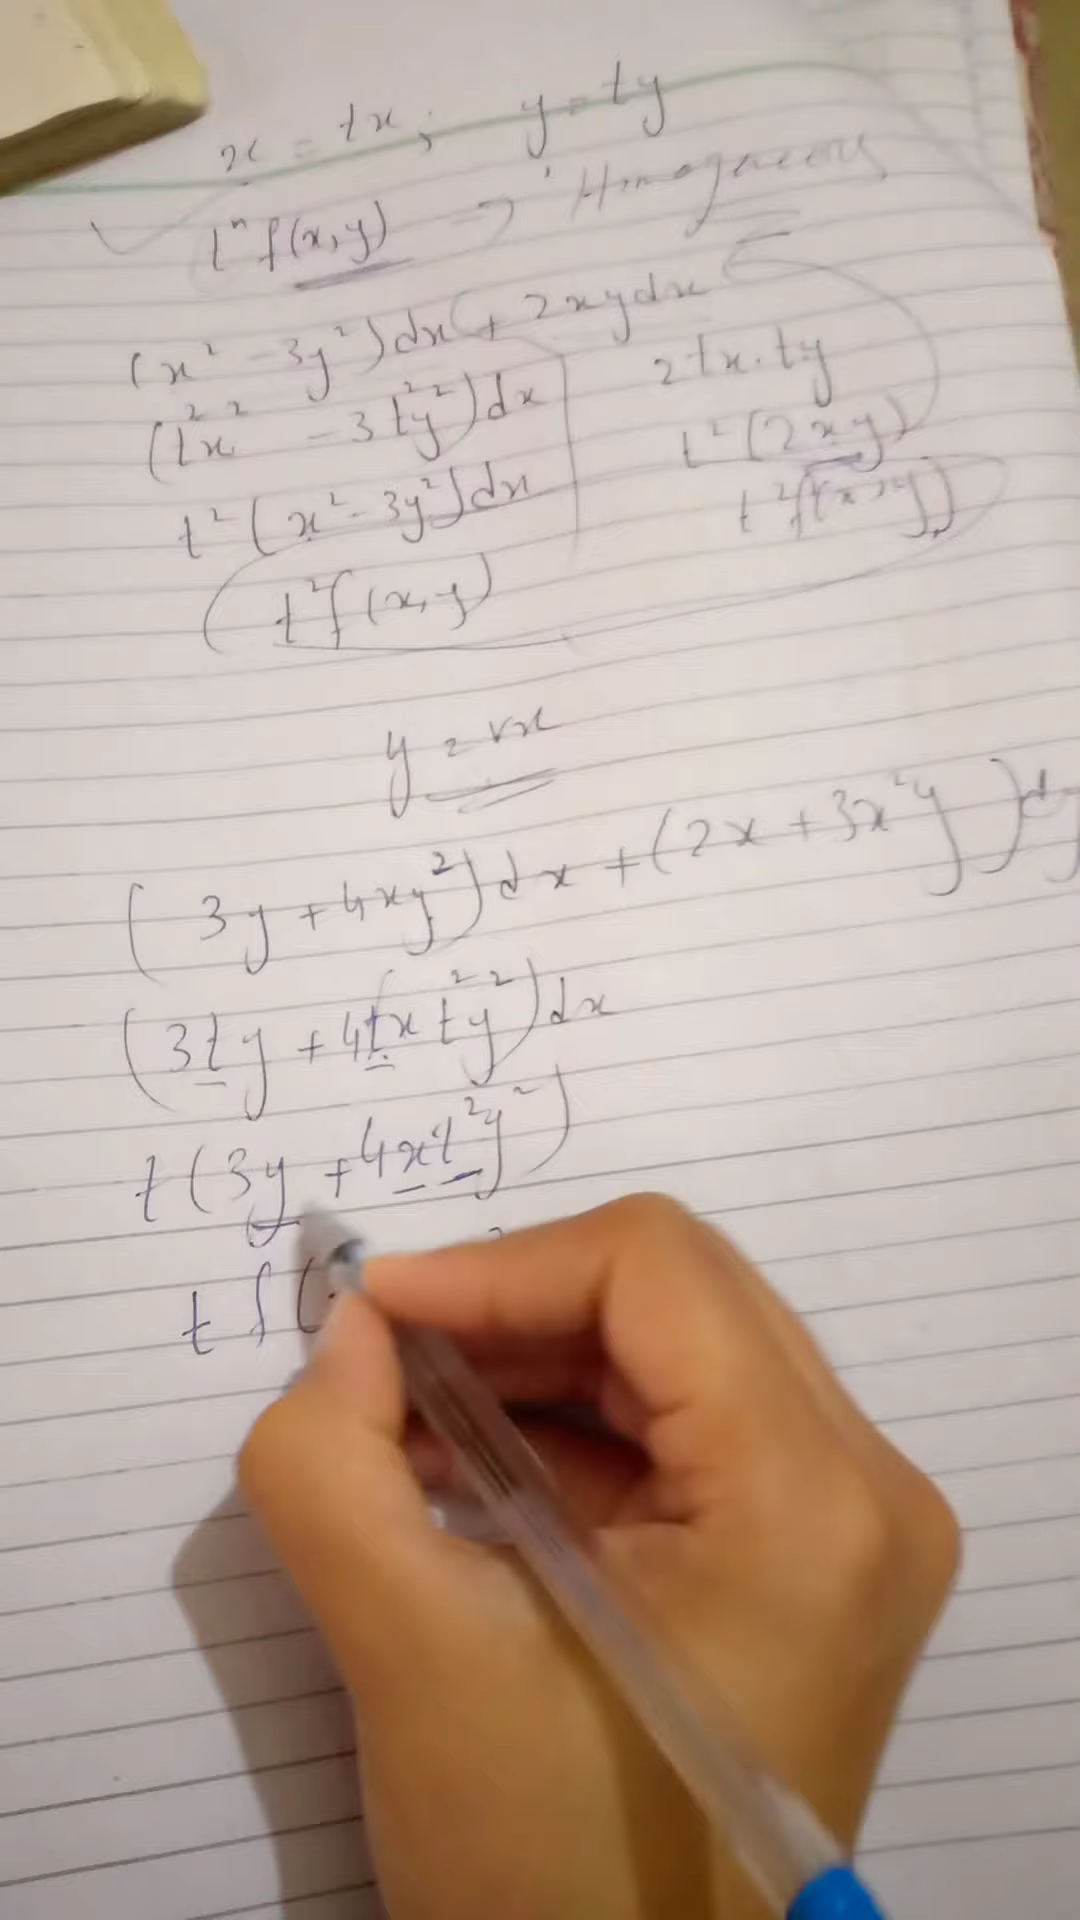 x = tx; y = ty
tⁿ f(x,y) → Homogeneous
(x² - 3y²)dx + 2xydx
(t²x² - 3t²y²)dx 2tx.ty
t²(x² - 3y²)dx t²(2xy)
t²f(x,y) t²f(x,y)
y = vx
(3y + 4xy²)dx + (2x + 3x²y)dy
(3ty + 4tx t²y²)dx
t(3y + 4xt²y²)
t f(